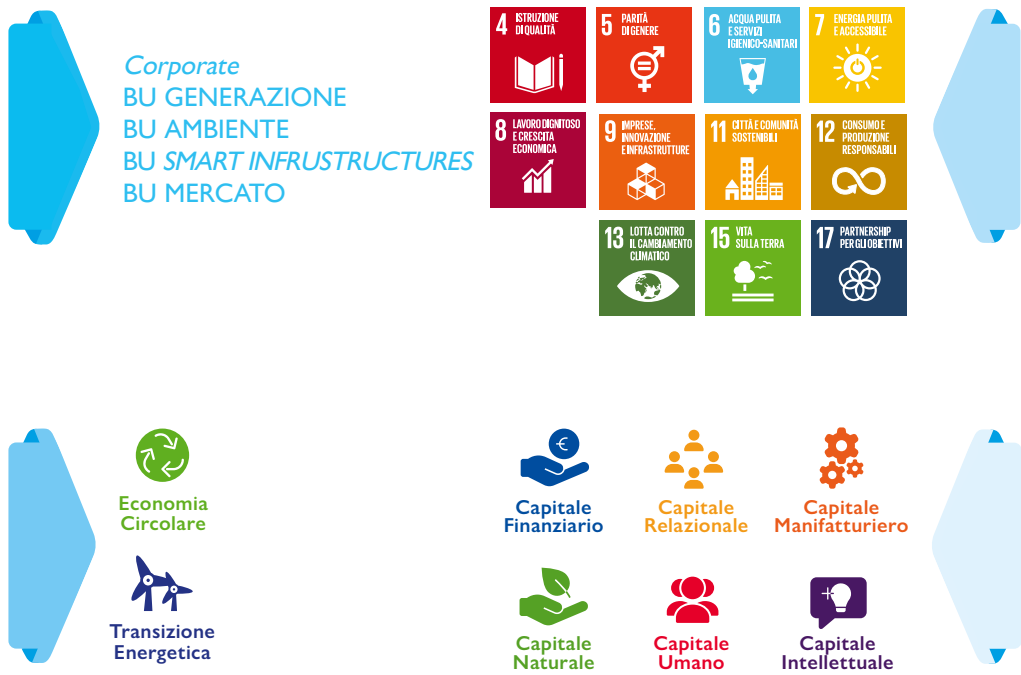 Corporate
BU GENERAZIONE
BU AMBIENTE
BU SMART INFRUSTRUCTURES
BU MERCATO
4 ISTRUZIONE
DI QUALITÀ
5 PARITÀ
DI GENERE
6 ACQUA PULITA
E SERVIZI
IGIENICO-SANITARI
7 ENERGIA PULITA
E ACCESSIBILE
8 LAVORO DIGNITOSO
E CRESCITA
ECONOMICA
9 IMPRESE,
INNOVAZIONE
E INFRASTRUTTURE
11 CITTÀ E COMUNITÀ
SOSTENIBILI
12 CONSUMO E
PRODUZIONE
RESPONSABILI
13 LOTTA CONTRO
IL CAMBIAMENTO
CLIMATICO
15 VITA
SULLA TERRA
17 PARTNERSHIP
PER GLI OBIETTIVI
Economia
Circolare
Transizione
Energetica
€
Capitale
Finanziario
Capitale
Relazionale
Capitale
Manifatturiero
Capitale
Naturale
Capitale
Umano
Capitale
Intellettuale